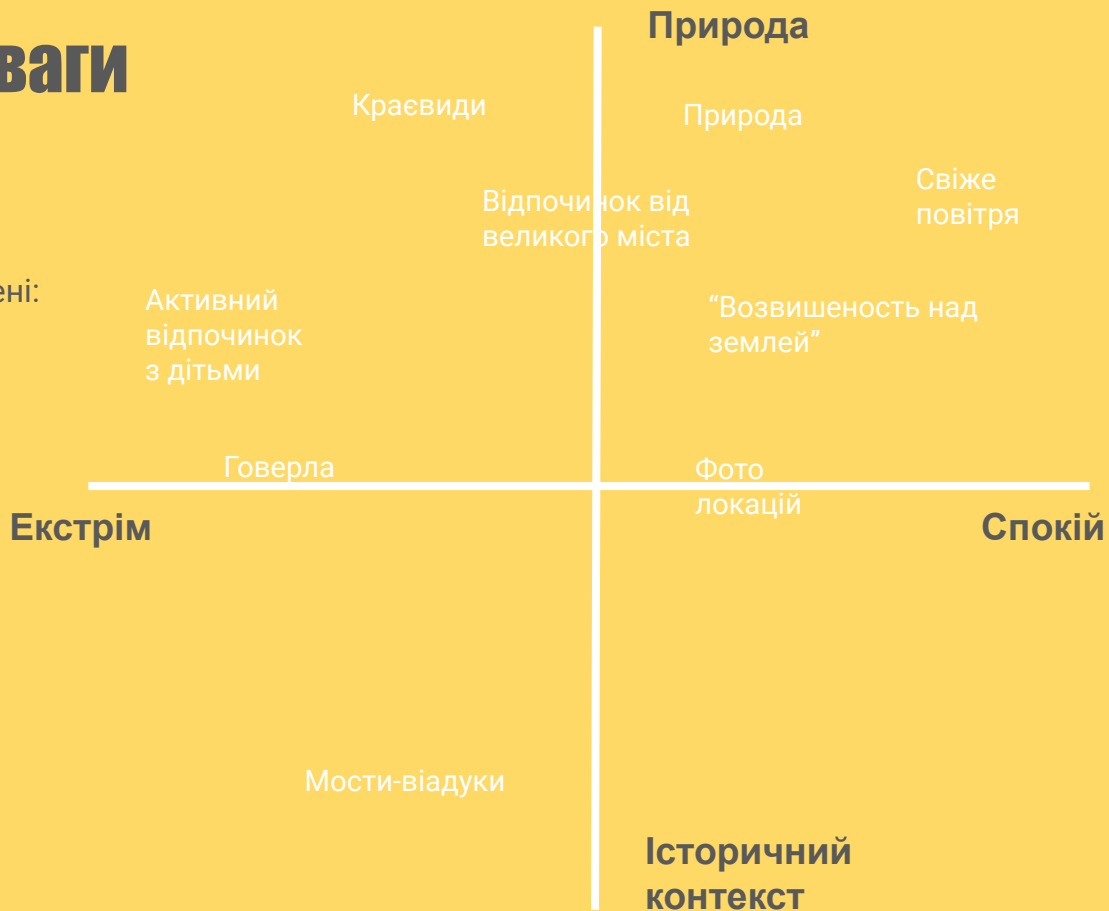 ваги
ені:
Природа
Краєвиди
Природа
Свіже
повітря
Відпочинок від
великого міста
Активний
відпочинок
з дітьми
“Возвишеность над
землей”
Говерла
Фото
локацій
Екстрім
Спокій
Мости-віадуки
Історичний
контекст